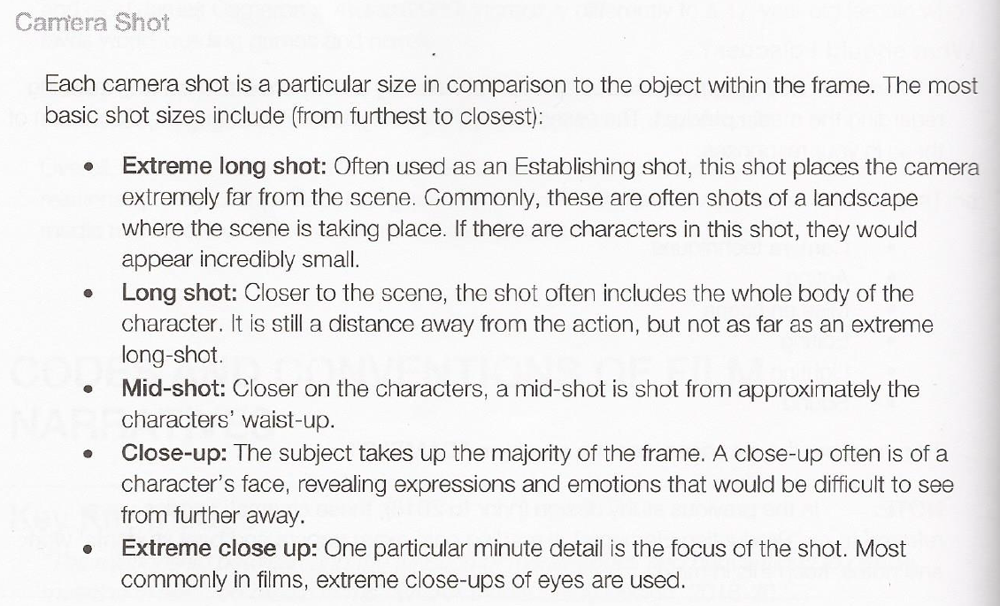 Camera Shot
Each camera shot is a particular size in comparison to the object within the frame. The most
basic shot sizes include (from furthest to closest):
• Extreme long shot: Often used as an Establishing shot, this shot places the camera
extremely far from the scene. Commonly, these are often shots of a landscape
where the scene is taking place. If there are characters in this shot, they would
appear incredibly small.
• Long shot: Closer to the scene, the shot often includes the whole body of the
character. It is still a distance away from the action, but not as far as an extreme
long-shot.
• Mid-shot: Closer on the characters, a mid-shot is shot from approximately the
characters' waist-up.
• Close-up: The subject takes up the majority of the frame. A close-up often is of a
character's face, revealing expressions and emotions that would be difficult to see
from further away.
• Extreme close up: One particular minute detail is the focus of the shot. Most
commonly in films, extreme close-ups of eyes are used.